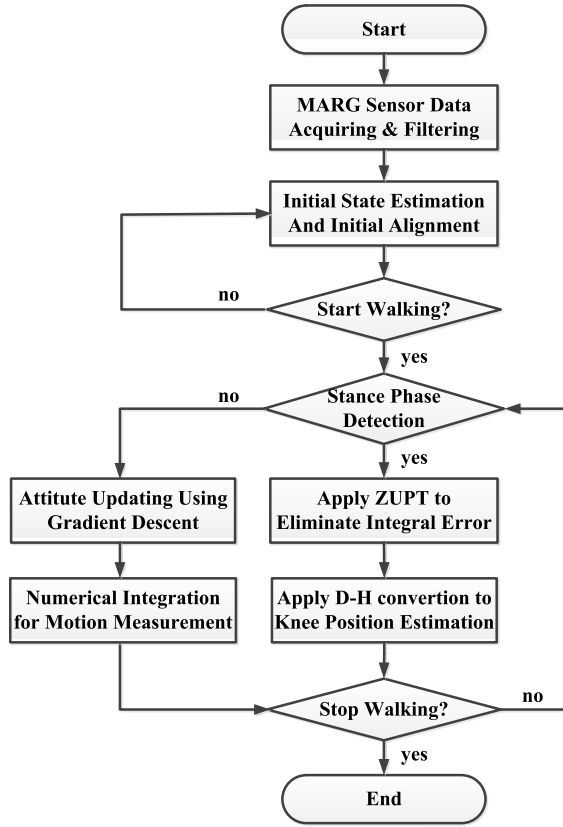 Start
MARG Sensor Data
Acquiring & Filtering
Initial State Estimation
And Initial Alignment
no
Start Walking?
yes
no
Stance Phase
Detection
yes
Attitute Updating Using
Gradient Descent
Apply ZUPT to
Eliminate Integral Error
Numerical Integration
for Motion Measurement
Apply D-H convertion to
Knee Position Estimation
Stop Walking?
no
yes
End